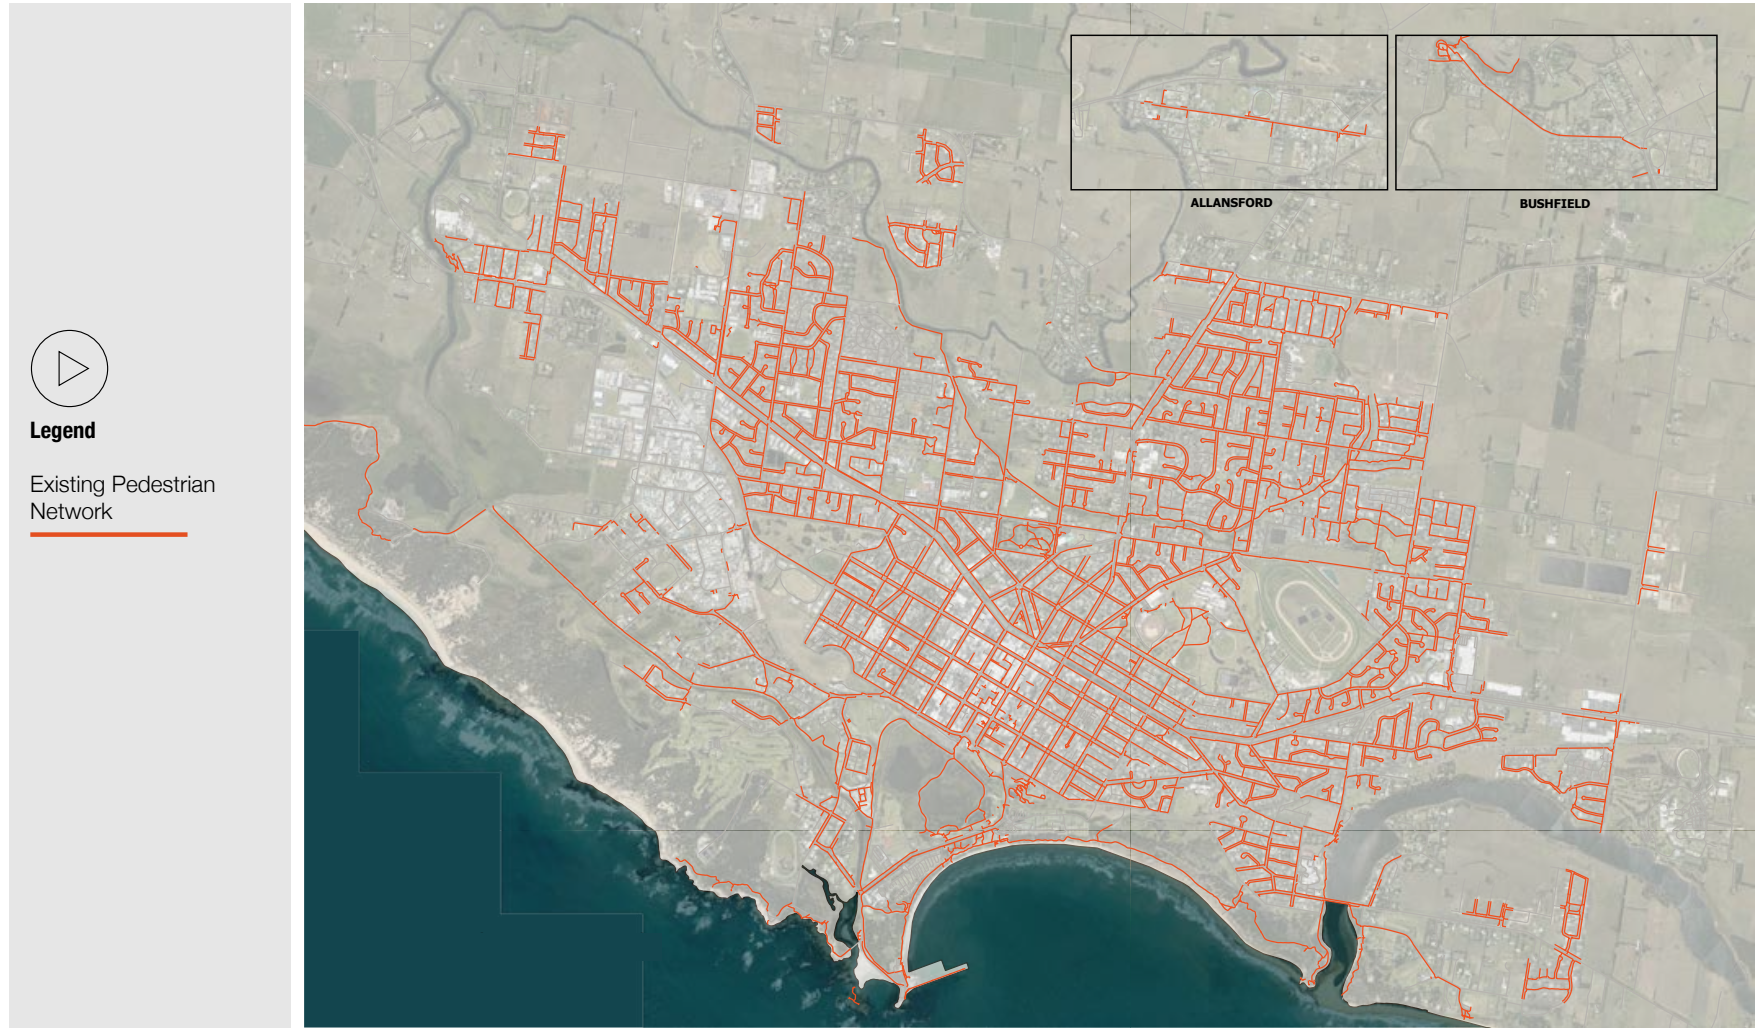 Legend
Existing Pedestrian
Network
ALLANSFORD
BUSHFIELD